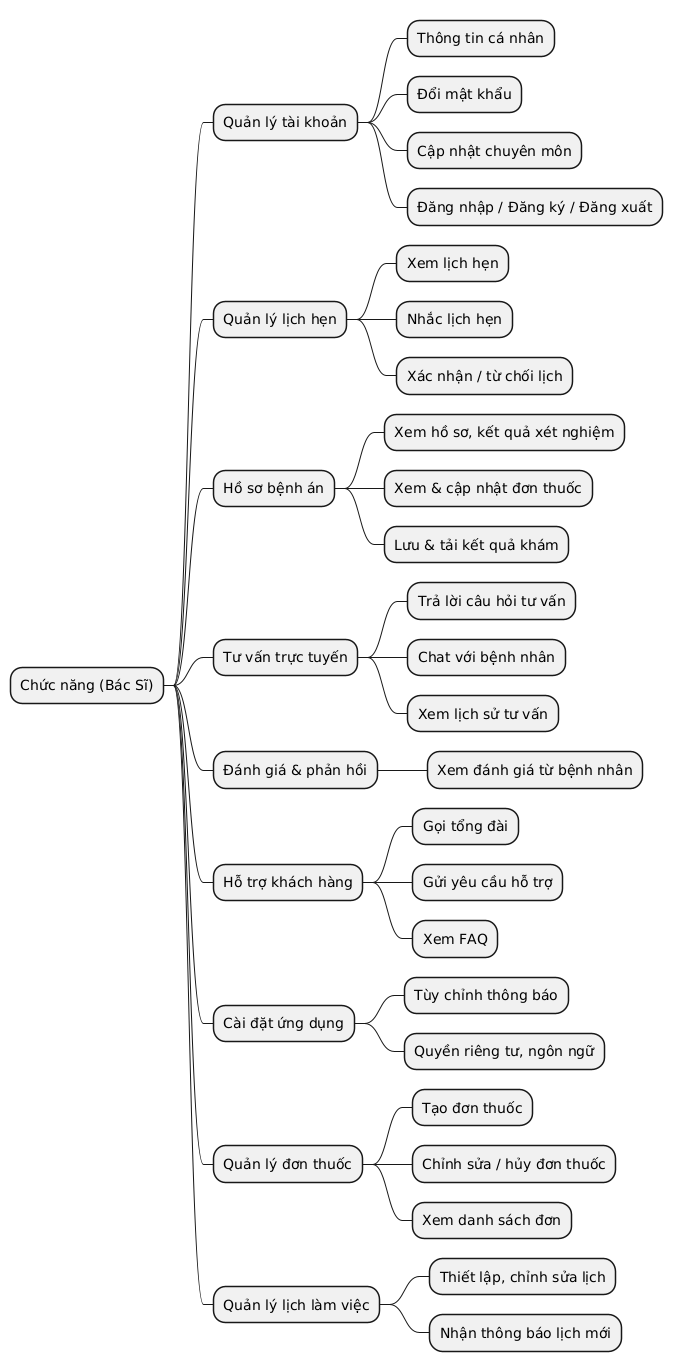 Chức năng (Bác Sĩ)
Quản lý tài khoản
Thông tin cá nhân
Đổi mật khẩu
Cập nhật chuyên môn
Đăng nhập / Đăng ký / Đăng xuất
Quản lý lịch hẹn
Xem lịch hẹn
Nhắc lịch hẹn
Xác nhận / từ chối lịch
Hồ sơ bệnh án
Xem hồ sơ, kết quả xét nghiệm
Xem & cập nhật đơn thuốc
Lưu & tải kết quả khám
Tư vấn trực tuyến
Trả lời câu hỏi tư vấn
Chat với bệnh nhân
Xem lịch sử tư vấn
Đánh giá & phản hồi
Xem đánh giá từ bệnh nhân
Hỗ trợ khách hàng
Gọi tổng đài
Gửi yêu cầu hỗ trợ
Xem FAQ
Cài đặt ứng dụng
Tùy chỉnh thông báo
Quyền riêng tư, ngôn ngữ
Quản lý đơn thuốc
Tạo đơn thuốc
Chỉnh sửa / hủy đơn thuốc
Xem danh sách đơn
Quản lý lịch làm việc
Thiết lập, chỉnh sửa lịch
Nhận thông báo lịch mới